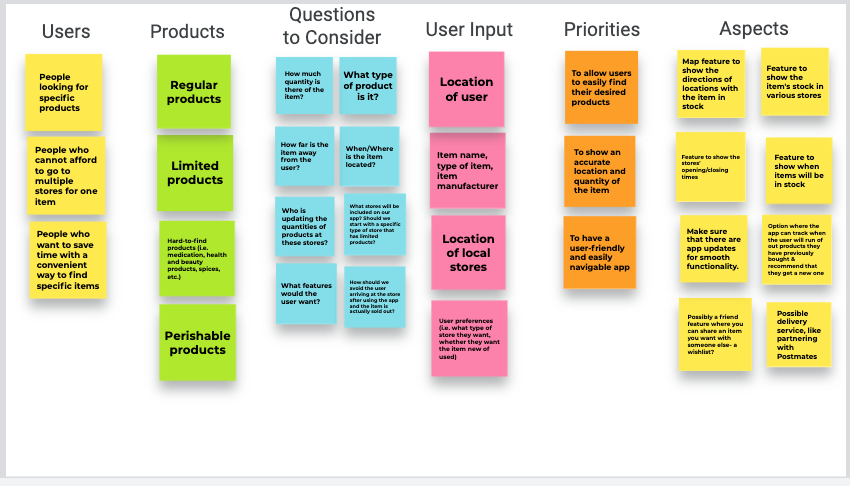 Users
People
looking for
specific
products
People who
cannot afford
to go to
multiple
stores for one
item
People who
want to save
time with a
convenient
way to find
specific items
Products
Regular
products
Limited
products
Hard-to-find
products (i.e.
medication, health
and beauty
products, spices,
etc.)
Perishable
products
Questions
to Consider
How much
quantity is
there of the
item?
What type
of product
is it?
How far is the
item away
from the
user?
When/Where
is the item
located?
Who is
updating the
quantities of
products at
these stores?
What stores will be
included on our
app? Should we
start with a specific
type of store that
has limited
products?
What features
would the
user want?
How should we
avoid the user
arriving at the store
after using the app
and the item is
actually sold out?
User Input
Location
of user
Item name,
type of item,
item
manufacturer
Location
of local
stores
User preferences
(i.e. what type of
store they want,
whether they want
the item new of
used)
Priorities
To allow users
to easily find
their desired
products
To show an
accurate
location and
quantity of
the item
To have a
user-friendly
and easily
navigable app
Aspects
Map feature to
show the
directions of
locations with
the item in
stock
Feature to
show the
item's stock in
various stores
Feature to show the
stores'
opening/closing
times
Feature to
show when
items will be
in stock
Make sure
that there are
app updates
for smooth
functionality.
Option where the
app can track when
the user will run of
out products they
have previously
bought &
recommend that
they get a new one
Possibly a friend
feature where you
can share an item
you want with
someone else- a
wishlist?
Possible
delivery
service, like
partnering
with
Postmates